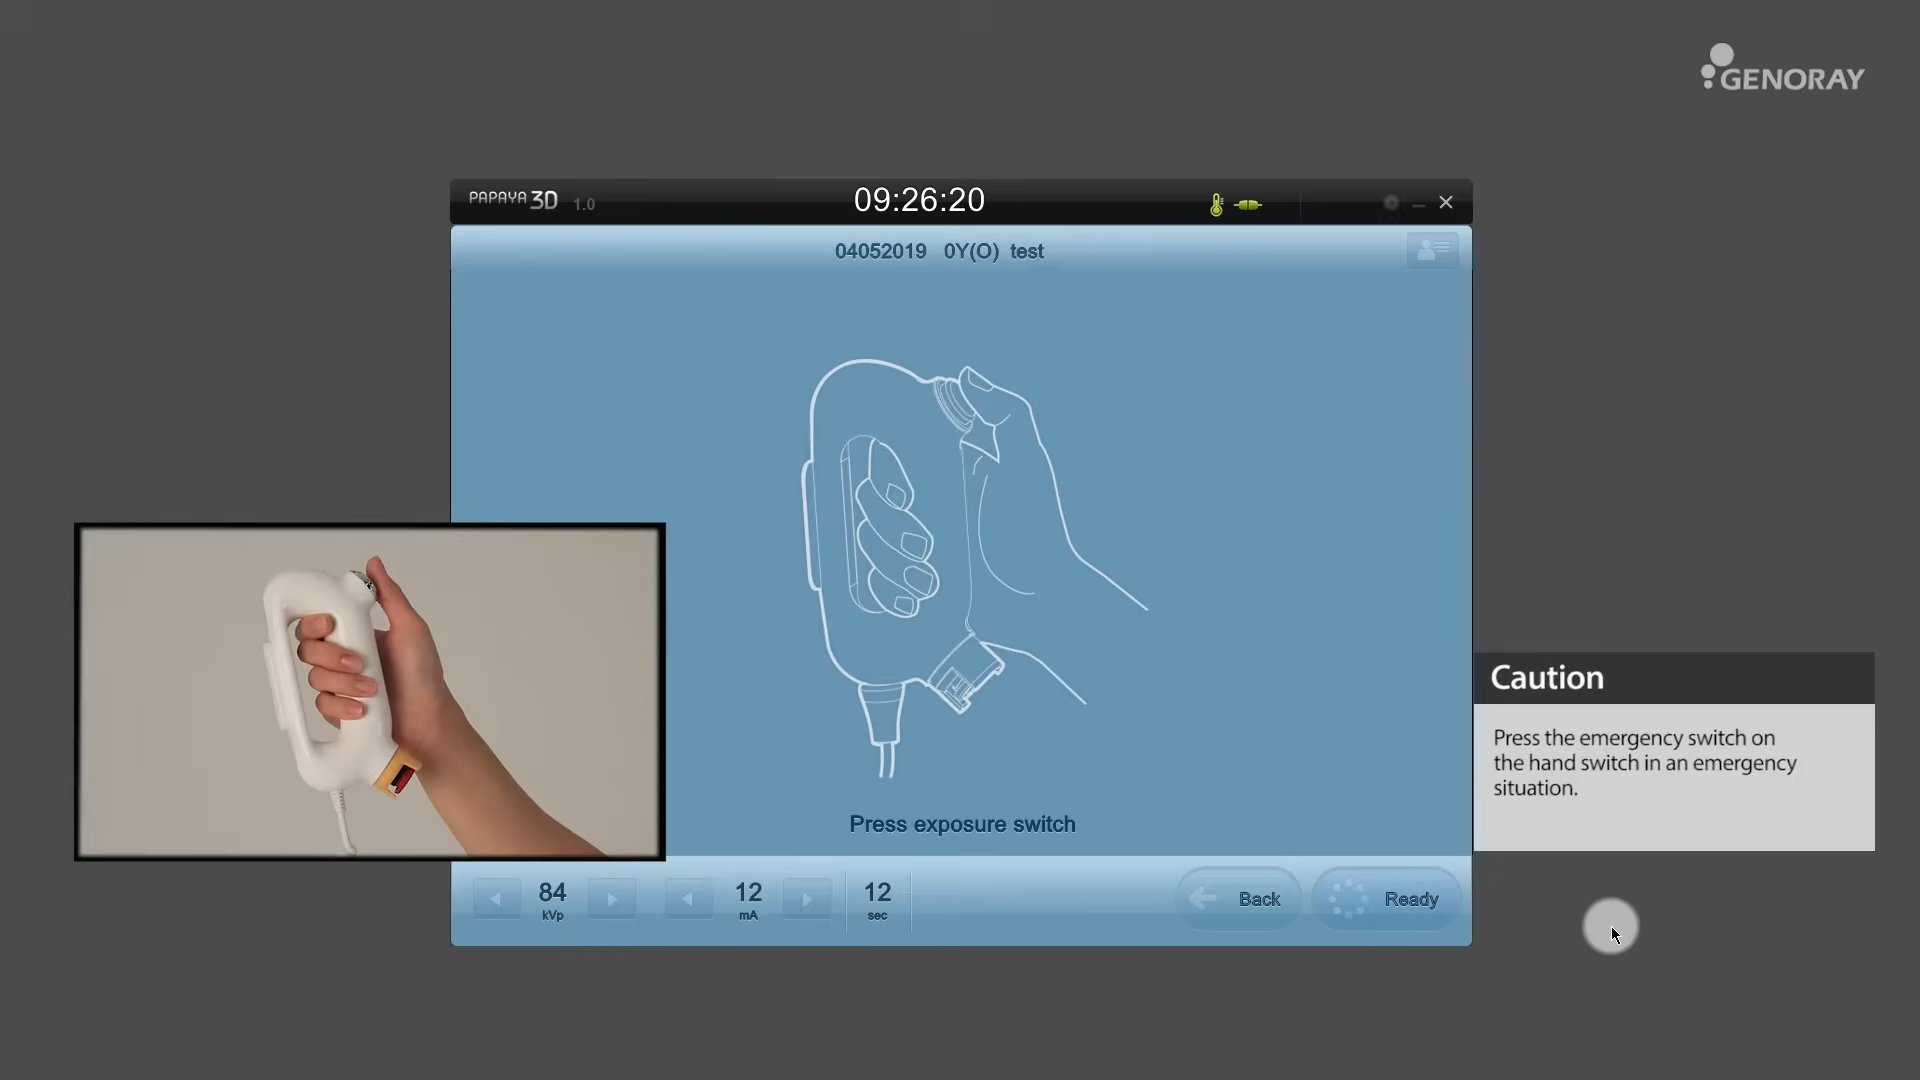 GENORAY
PAPAYA 3D 1.0
09:26:20
04052019 0Y(O) test
Press exposure switch
Caution
Press the emergency switch on
the hand switch in an emergency
situation.
84
kVp
12
mA
12
sec
Back
Ready